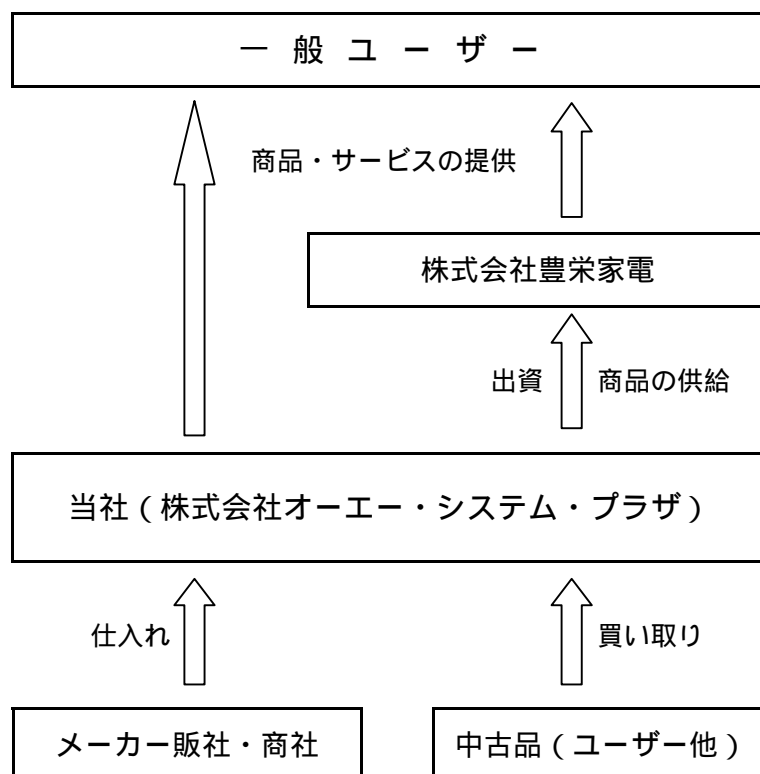 一般ユーザー
商品・サービスの提供
株式会社豊栄家電
出資 商品の供給
当社（株式会社オーエー・システム・プラザ）
仕入れ 買い取り
メーカー販社・商社 中古品（ユーザー他）